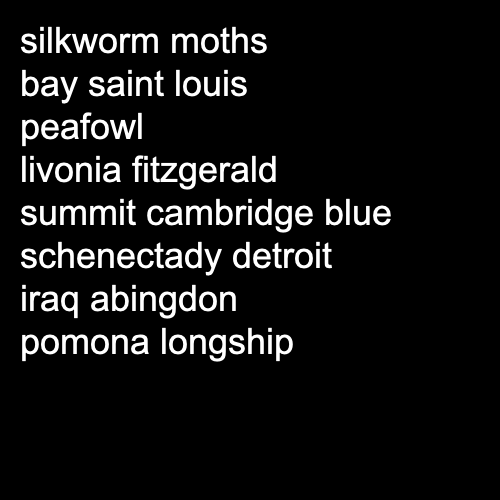 silkworm moths
bay saint louis
peafowl
livonia fitzgerald
summit cambridge blue
schenectady detroit
iraq abingdon
pomona longship